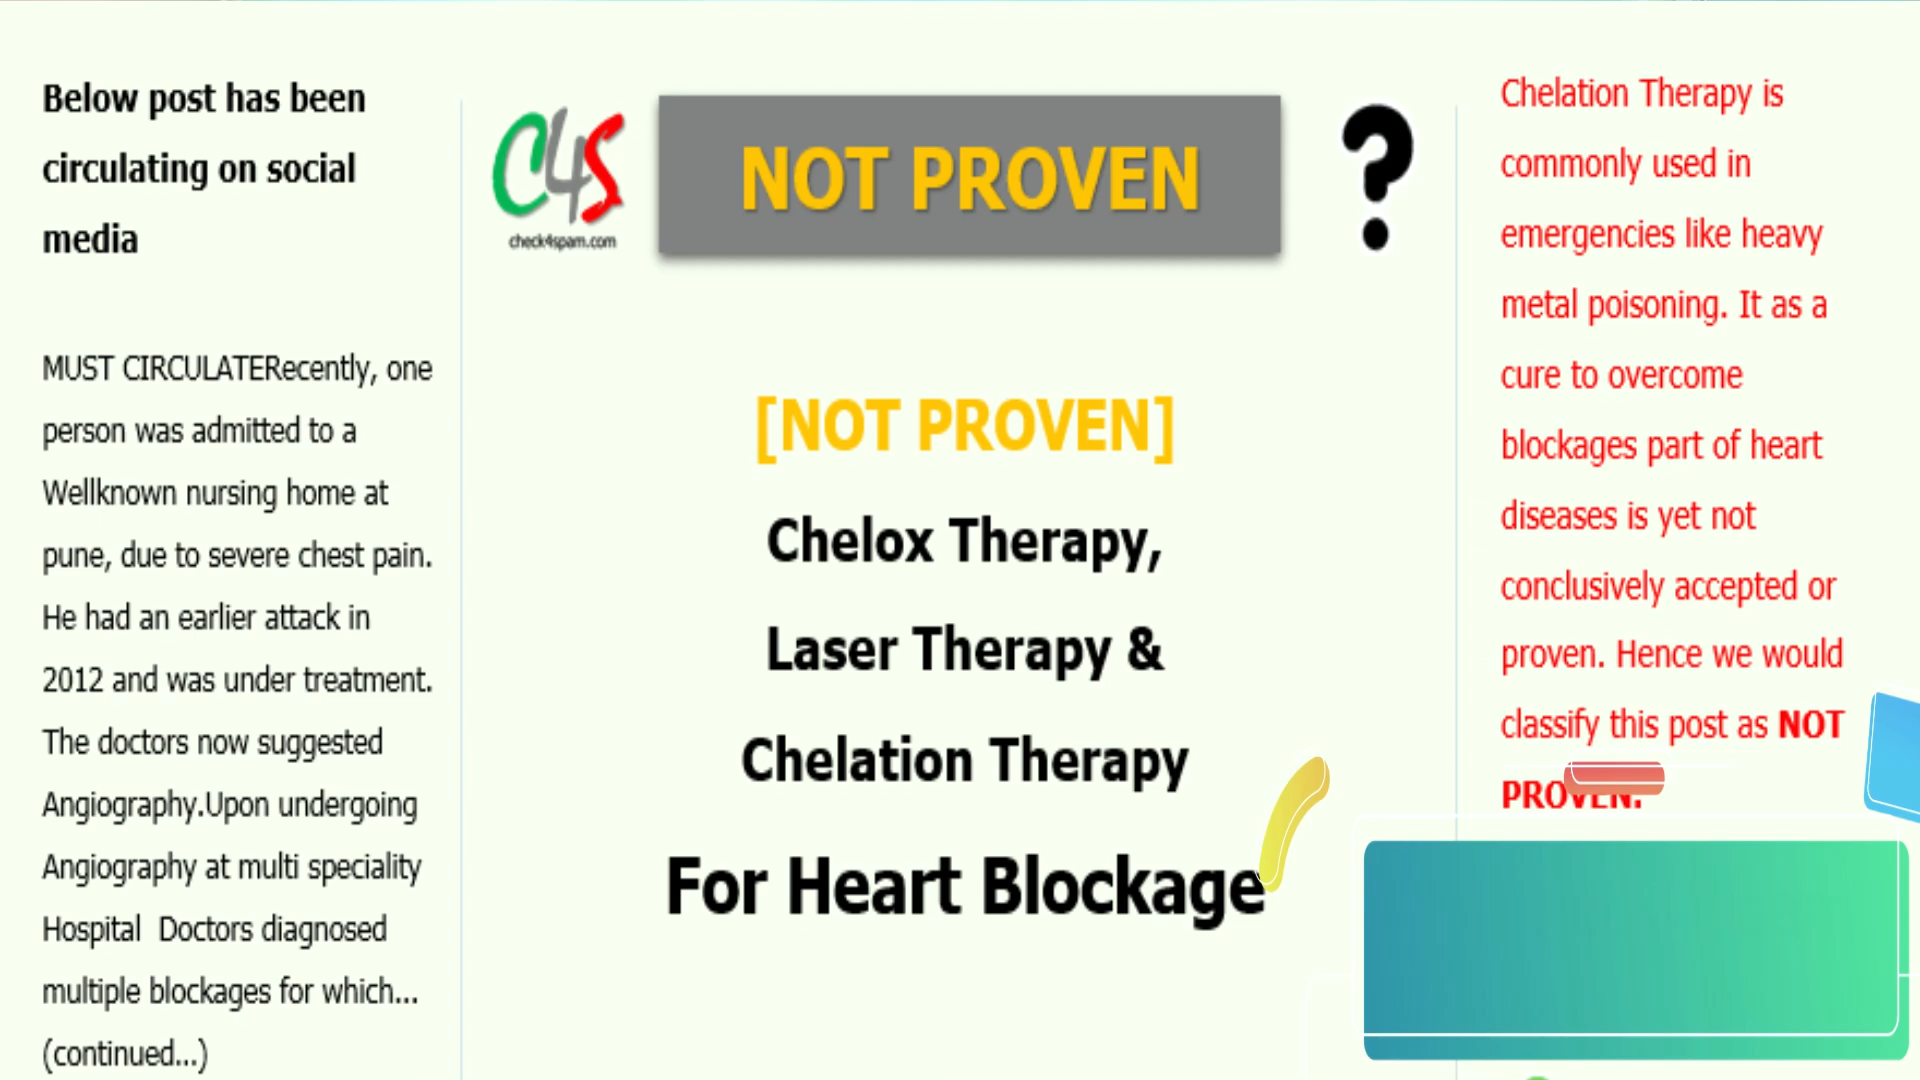 Below post has been
circulating on social
media
MUST CIRCULATERecently, one
person was admitted to a
Wellknown nursing home at
pune, due to severe chest pain.
He had an earlier attack in
2012 and was under treatment.
The doctors now suggested
Angiography.Upon undergoing
Angiography at multi speciality
Hospital Doctors diagnosed
multiple blockages for which...
(continued...)
C4S
check4spam.com
NOT PROVEN
?
[NOT PROVEN]
Chelox Therapy,
Laser Therapy &
Chelation Therapy
For Heart Blockage
Chelation Therapy is
commonly used in
emergencies like heavy
metal poisoning. It as a
cure to overcome
blockages part of heart
diseases is yet not
conclusively accepted or
proven. Hence we would
classify this post as NOT
PROVEN.